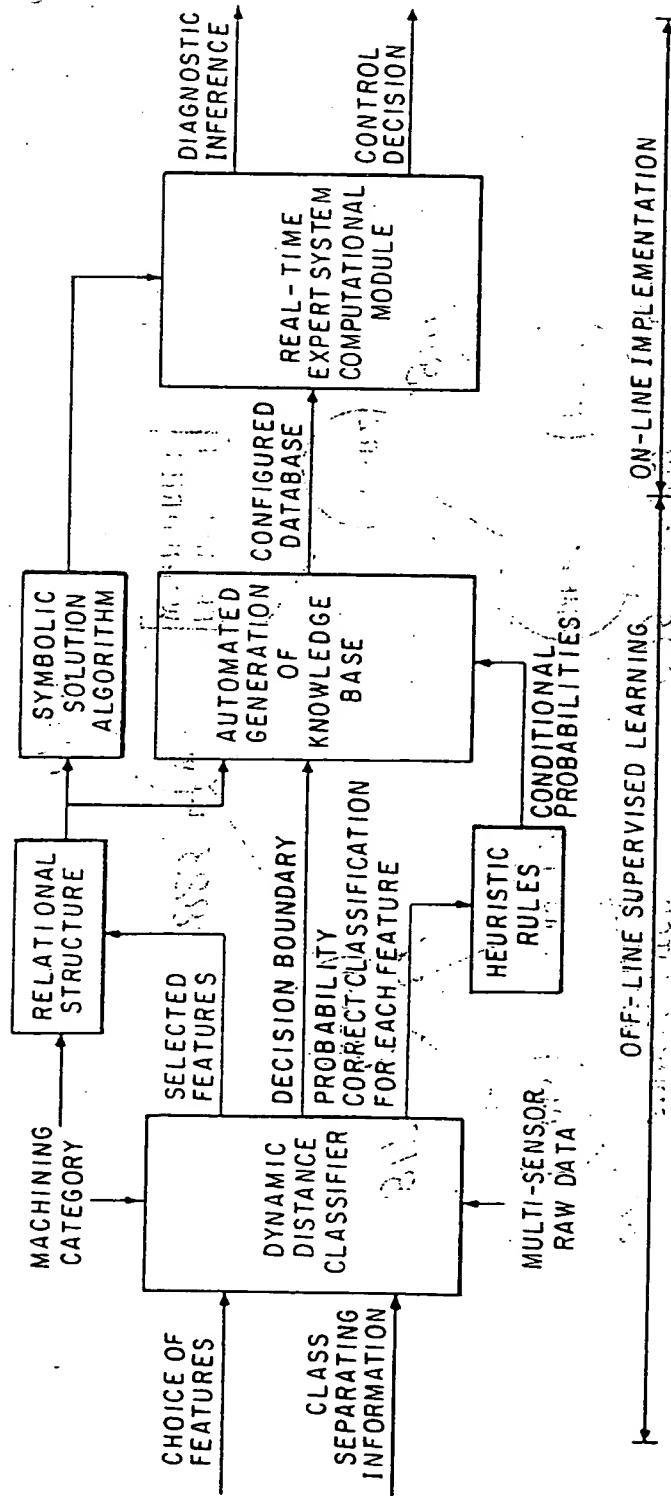 CHOICE OF
FEATURES
CLASS
SEPARATING
INFORMATION
MACHINING
CATEGORY
DYNAMIC
DISTANCE
CLASSIFIER
MULTI-SENSOR
RAW DATA
RELATIONAL
STRUCTURE
SELECTED
FEATURES
DECISION BOUNDARY
PROBABILITY
CORRECT CLASSIFICATION
FOR EACH FEATURE
HEURISTIC
RULES
CONDITIONAL
PROBABILITIES
SYMBOLIC
SOLUTION
ALGORITHM
AUTOMATED
GENERATION
OF
KNOWLEDGE
BASE
CONFIGURED
DATABASE
REAL-TIME
EXPERT SYSTEM
COMPUTATIONAL
MODULE
DIAGNOSTIC
INFERENCE
CONTROL
DECISION
OFF-LINE SUPERVISED LEARNING
ON-LINE IMPLEMENTATION